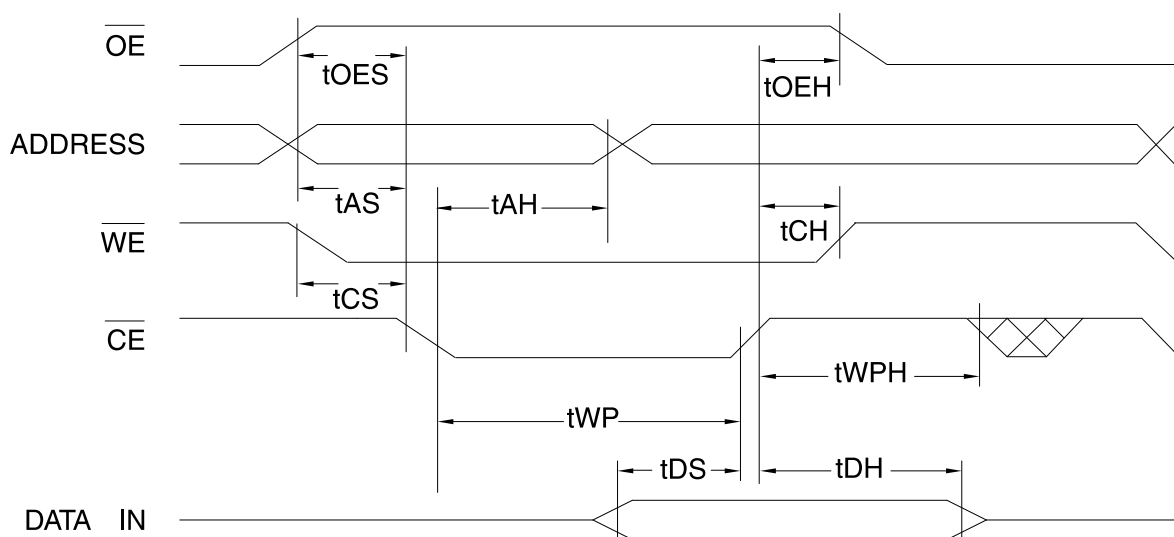 OE
tOES
tOEH
ADDRESS
tAS
tAH
tCH
WE
tCS
CE
tWPH
tWP
tDS
tDH
DATA IN